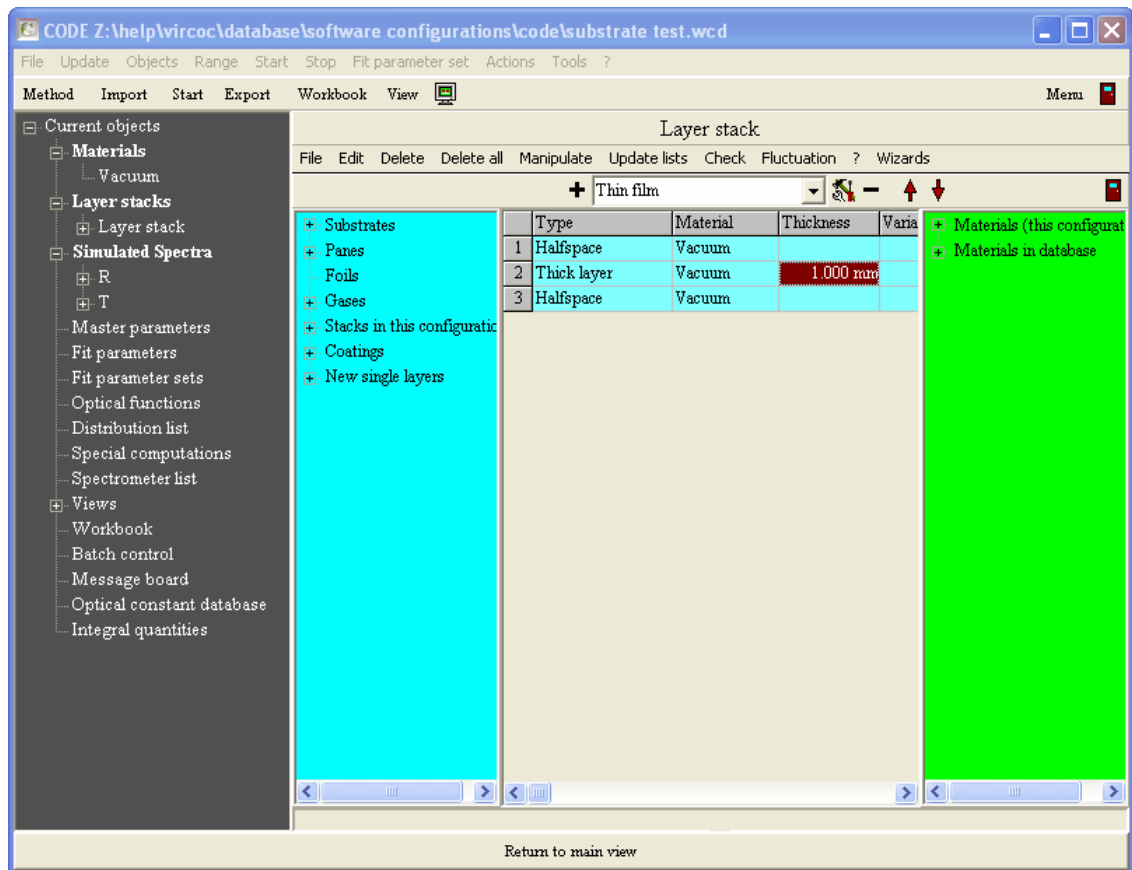 CODE Z:\help\vircoc\database\software configurations\code\substrate test.wcd
File Update Objects Range Start Stop Fit parameter set Actions Tools ?
Method Import Start Export Workbook View Menu
Current objects
Materials
Vacuum
Layer stacks
Layer stack
Simulated Spectra
R
T
Master parameters
Fit parameters
Fit parameter sets
Optical functions
Distribution list
Special computations
Spectrometer list
Views
Workbook
Batch control
Message board
Optical constant database
Integral quantities
Layer stack
File Edit Delete Delete all Manipulate Update lists Check Fluctuation ? Wizards
Thin film
Substrates
Panes
Foils
Gases
Stacks in this configuratio
Coatings
New single layers
Type Material Thickness Varia
1 Halfspace Vacuum
2 Thick layer Vacuum 1.000 mm
3 Halfspace Vacuum
Materials (this configurat
Materials in database
Return to main view